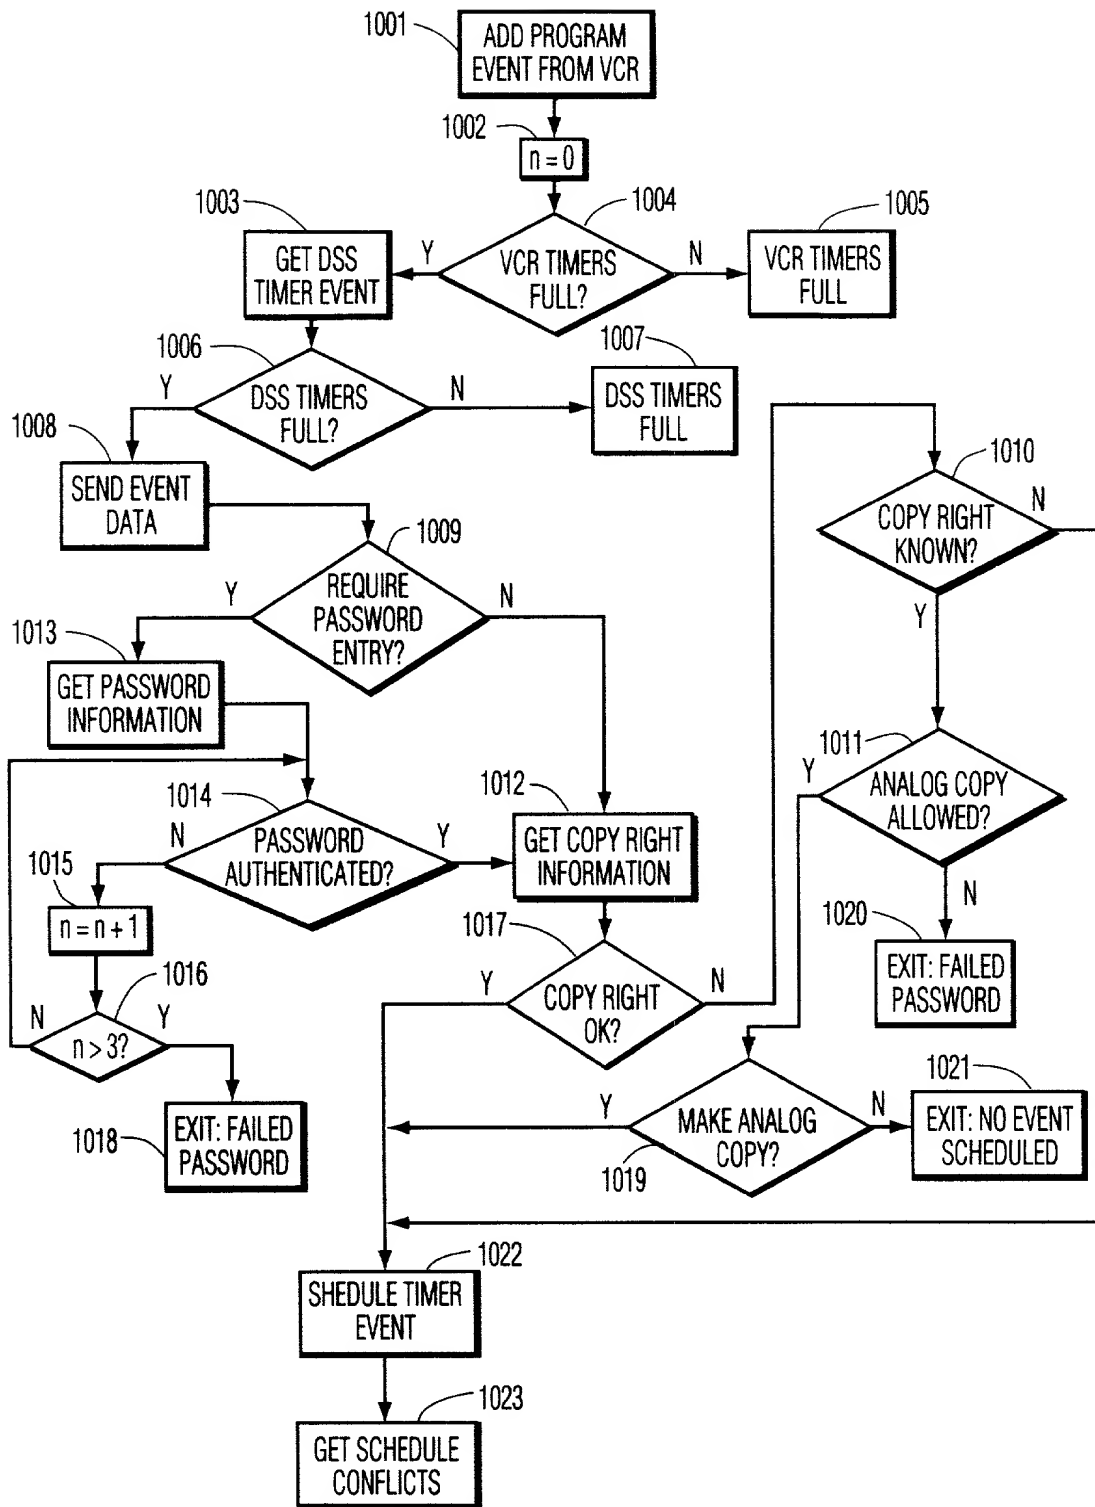 1001
ADD PROGRAM
EVENT FROM VCR
1002
n = 0
1003
1004
1005
GET DSS
TIMER EVENT
Y
VCR TIMERS
FULL?
N
VCR TIMERS
FULL
1006
1007
Y
DSS TIMERS
FULL?
N
DSS TIMERS
FULL
1008
SEND EVENT
DATA
1010
COPY RIGHT
KNOWN?
N
Y
1009
Y
REQUIRE
PASSWORD
ENTRY?
N
1013
GET PASSWORD
INFORMATION
1011
Y
ANALOG COPY
ALLOWED?
N
1014
N
PASSWORD
AUTHENTICATED?
Y
1012
GET COPY RIGHT
INFORMATION
1015
n = n + 1
1020
EXIT: FAILED
PASSWORD
1017
Y
COPY RIGHT
OK?
N
1016
N
n > 3?
Y
1018
EXIT: FAILED
PASSWORD
Y
MAKE ANALOG
COPY?
N
1019
1021
EXIT: NO EVENT
SCHEDULED
1022
SHEDULE TIMER
EVENT
1023
GET SCHEDULE
CONFLICTS